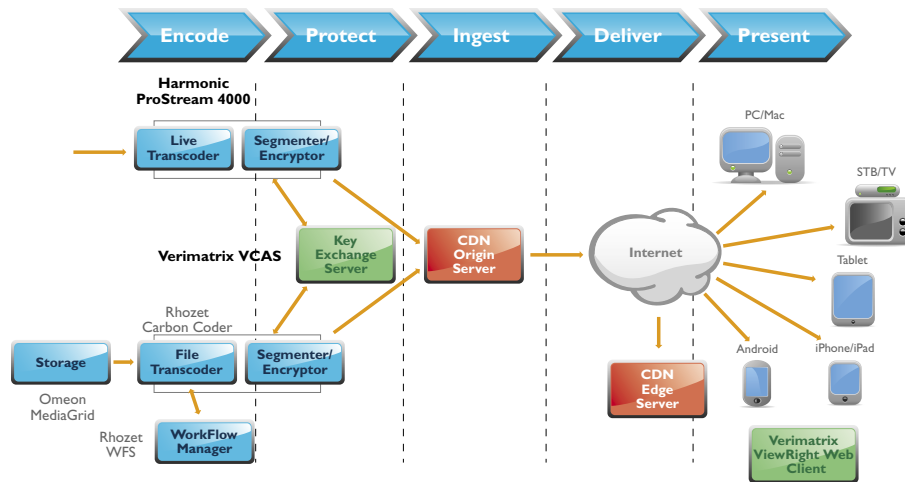 Encode
Protect
Ingest
Deliver
Present
Harmonic
ProStream 4000
Live
Transcoder
Segmenter/
Encryptor
PC/Mac
STB/TV
Verimatrix VCAS
Key
Exchange
Server
CDN
Origin
Server
Internet
Tablet
Rhozet
Carbon Coder
Storage
File
Transcoder
Segmenter/
Encryptor
Omeon
MediaGrid
Rhozet
WFS
WorkFlow
Manager
CDN
Edge
Server
Android
iPhone/iPad
Verimatrix
ViewRight Web
Client